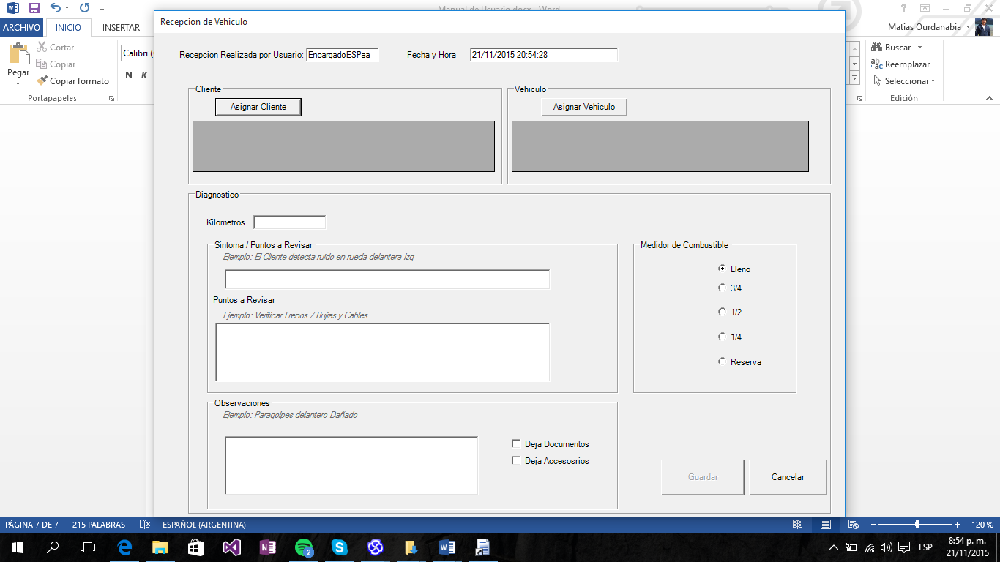 Manual de Usuario.docx - Word
ARCHIVO INICIO INSERTAR Matias Ourdanabia
Pegar
Cortar
Copiar
Copiar formato
Portapapeles
Calibri (
N K
Buscar
Reemplazar
Seleccionar
Edición
Recepcion de Vehiculo
Recepcion Realizada por Usuario: EncargadoESPaa Fecha y Hora 21/11/2015 20:54:28
Cliente
Asignar Cliente
Vehiculo
Asignar Vehiculo
Diagnostico
Kilometros
Sintoma / Puntos a Revisar
Ejemplo: El Cliente detecta ruido en rueda delantera Izq
Puntos a Revisar
Ejemplo: Verificar Frenos / Bujias y Cables
Medidor de Combustible
Lleno
3/4
1/2
1/4
Reserva
Observaciones
Ejemplo: Paragolpes delantero Dañado
Deja Documentos
Deja Accesosrios
Guardar Cancelar
PÁGINA 7 DE 7 215 PALABRAS ESPAÑOL (ARGENTINA) 120 %
ESP
8:54 p. m.
21/11/2015